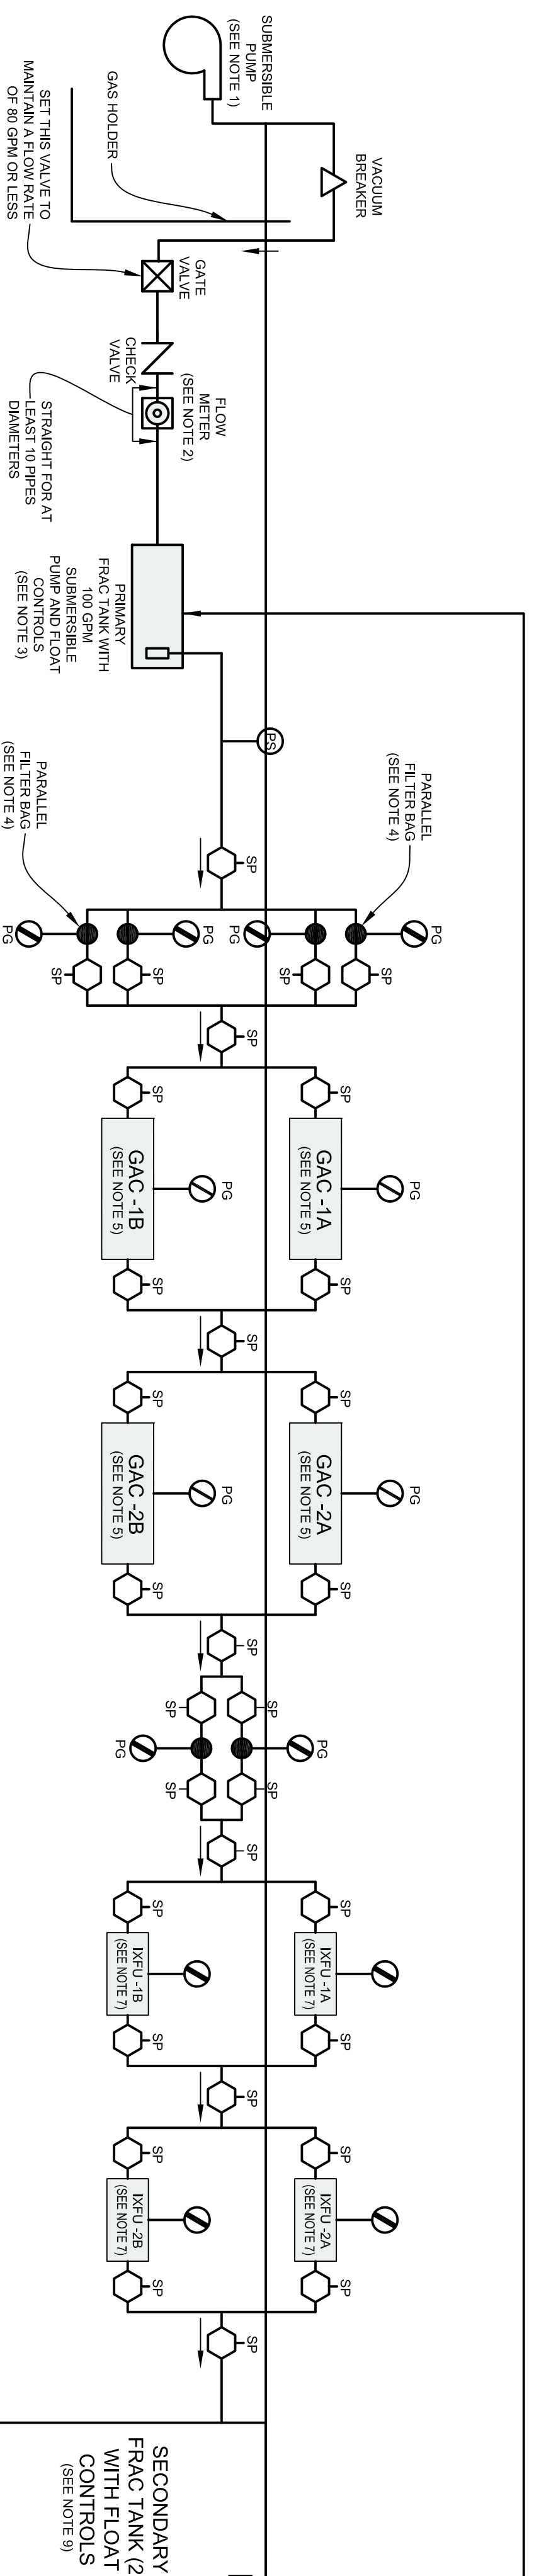 SUBMERSIBLE
PUMP
(SEE NOTE 1)
VACUUM
BREAKER
GAS HOLDER
SET THIS VALVE TO
MAINTAIN A FLOW RATE
OF 80 GPM OR LESS
GATE
VALVE
CHECK
VALVE
FLOW
METER
(SEE NOTE 2)
STRAIGHT FOR AT
LEAST 10 PIPES
DIAMETERS
PRIMARY
FRAC TANK WITH
100 GPM
SUBMERSIBLE
PUMP AND FLOAT
CONTROLS
(SEE NOTE 3)
PS
SP
PARALLEL
FILTER BAG
(SEE NOTE 4)
PARALLEL
FILTER BAG
(SEE NOTE 4)
PG
PG
PG
PG
SP
SP
SP
SP
SP
SP
SP
PG
GAC -1A
(SEE NOTE 5)
PG
GAC -1B
(SEE NOTE 5)
SP
SP
SP
SP
SP
PG
GAC -2A
(SEE NOTE 5)
PG
GAC -2B
(SEE NOTE 5)
SP
SP
SP
SP
SP
PG
PG
SP
SP
SP
SP
SP
IXFU -1A
(SEE NOTE 7)
IXFU -1B
(SEE NOTE 7)
SP
SP
SP
SP
SP
IXFU -2A
(SEE NOTE 7)
IXFU -2B
(SEE NOTE 7)
SP
SP
SP
SECONDARY
FRAC TANK (2
WITH FLOAT
CONTROLS
(SEE NOTE 9)